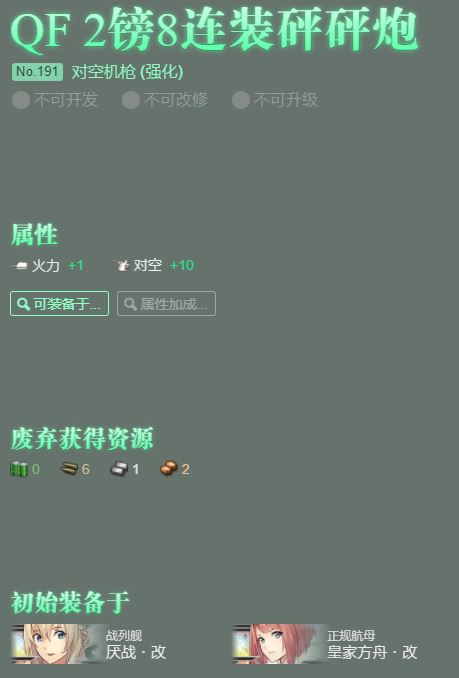 QF 2镑8连装砰砰炮
No.191 对空机枪 (强化)
不可开发 不可改修 不可升级
属性
火力 +1 对空 +10
可装备于... 属性加成...
废弃获得资源
0 6 1 2
初始装备于
战列舰 正规航母
厌战・改 皇家方舟・改